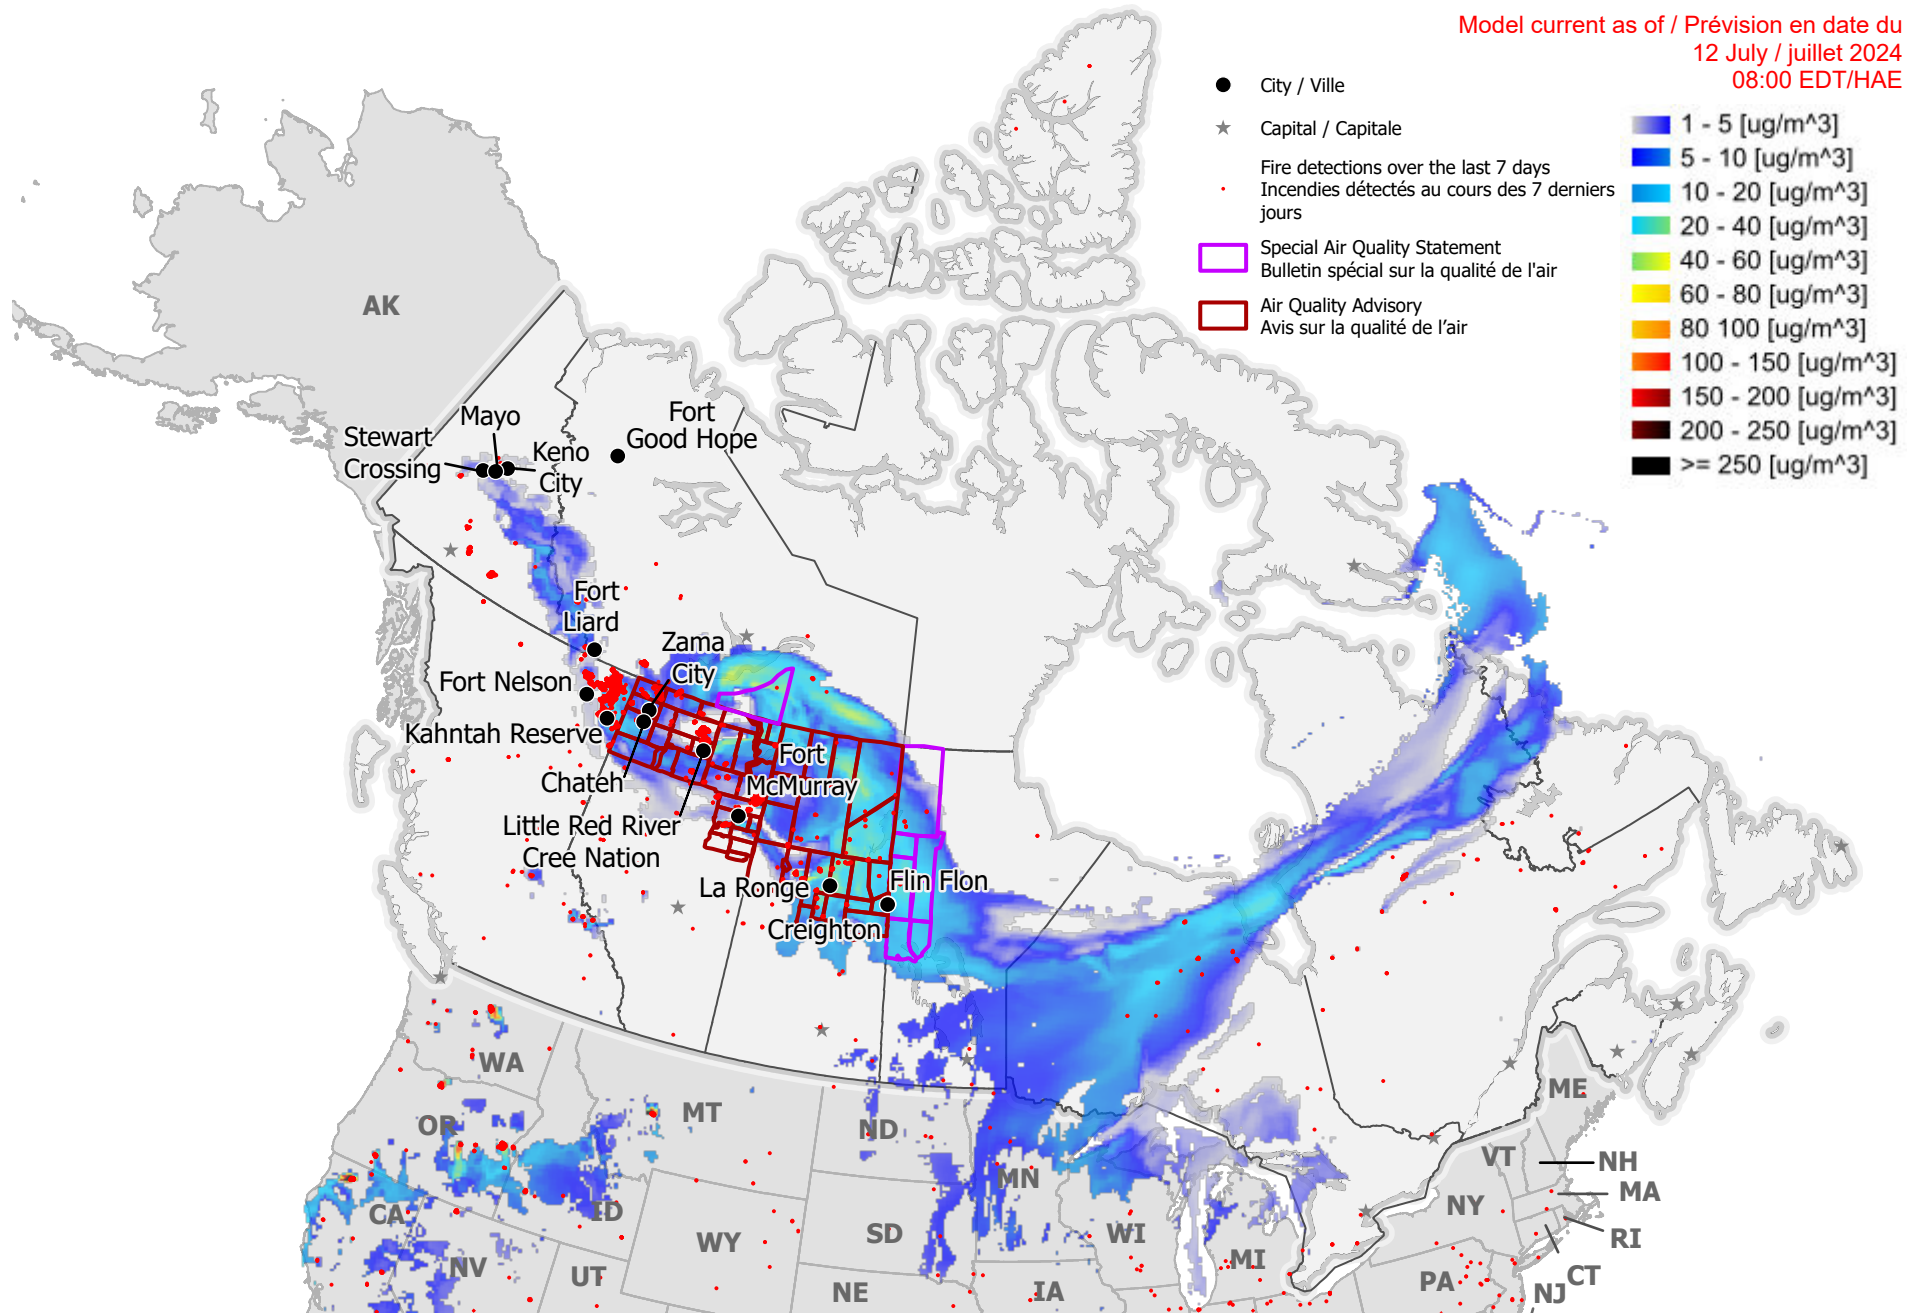 Model current as of / Prévision en date du
12 July / juillet 2024
08:00 EDT/HAE
City / Ville
Capital / Capitale
Fire detections over the last 7 days
Incendies détectés au cours des 7 derniers
jours
Special Air Quality Statement
Bulletin spécial sur la qualité de l'air
Air Quality Advisory
Avis sur la qualité de l’air
1 - 5 [ug/m^3]
5 - 10 [ug/m^3]
10 - 20 [ug/m^3]
20 - 40 [ug/m^3]
40 - 60 [ug/m^3]
60 - 80 [ug/m^3]
80 100 [ug/m^3]
100 - 150 [ug/m^3]
150 - 200 [ug/m^3]
200 - 250 [ug/m^3]
>= 250 [ug/m^3]
AK
Mayo
Fort
Good Hope
Stewart
Crossing
Keno
City
Fort
Liard
Zama
City
Fort Nelson
Kahntah Reserve
Chateh
Fort
McMurray
Little Red River
Cree Nation
La Ronge
Flin Flon
Creighton
WA
MT
OR
ND
MN
ID
CA
SD
WI
WY
NV
UT
NE
IA
MI
ME
VT
NH
MA
NY
RI
CT
PA
NJ